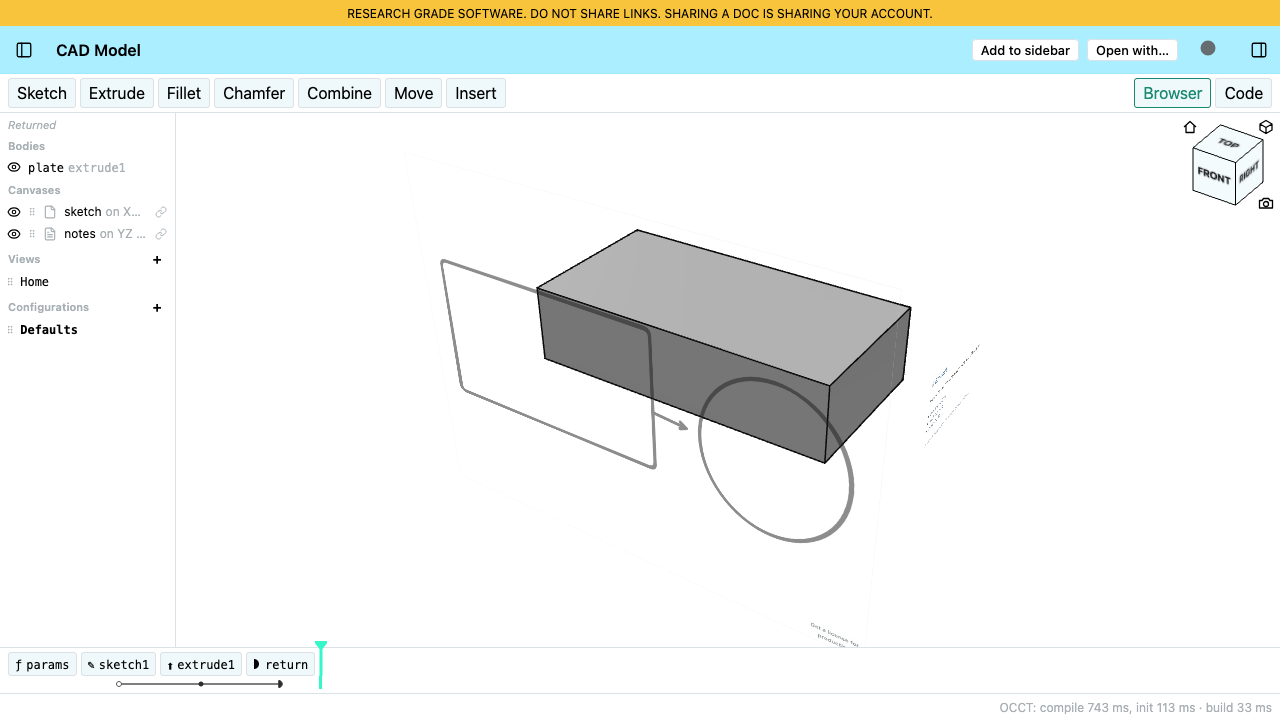 RESEARCH GRADE SOFTWARE. DO NOT SHARE LINKS. SHARING A DOC IS SHARING YOUR ACCOUNT.
CAD Model
Add to sidebar
Open with...
Sketch
Extrude
Fillet
Chamfer
Combine
Move
Insert
Browser
Code
Returned
Bodies
plate extrude1
Canvases
sketch on X...
notes on YZ ...
Views
+
Home
Configurations
+
Defaults
TOP
FRONT
RIGHT
params
sketch1
extrude1
return
OCCT: compile 743 ms, init 113 ms · build 33 ms